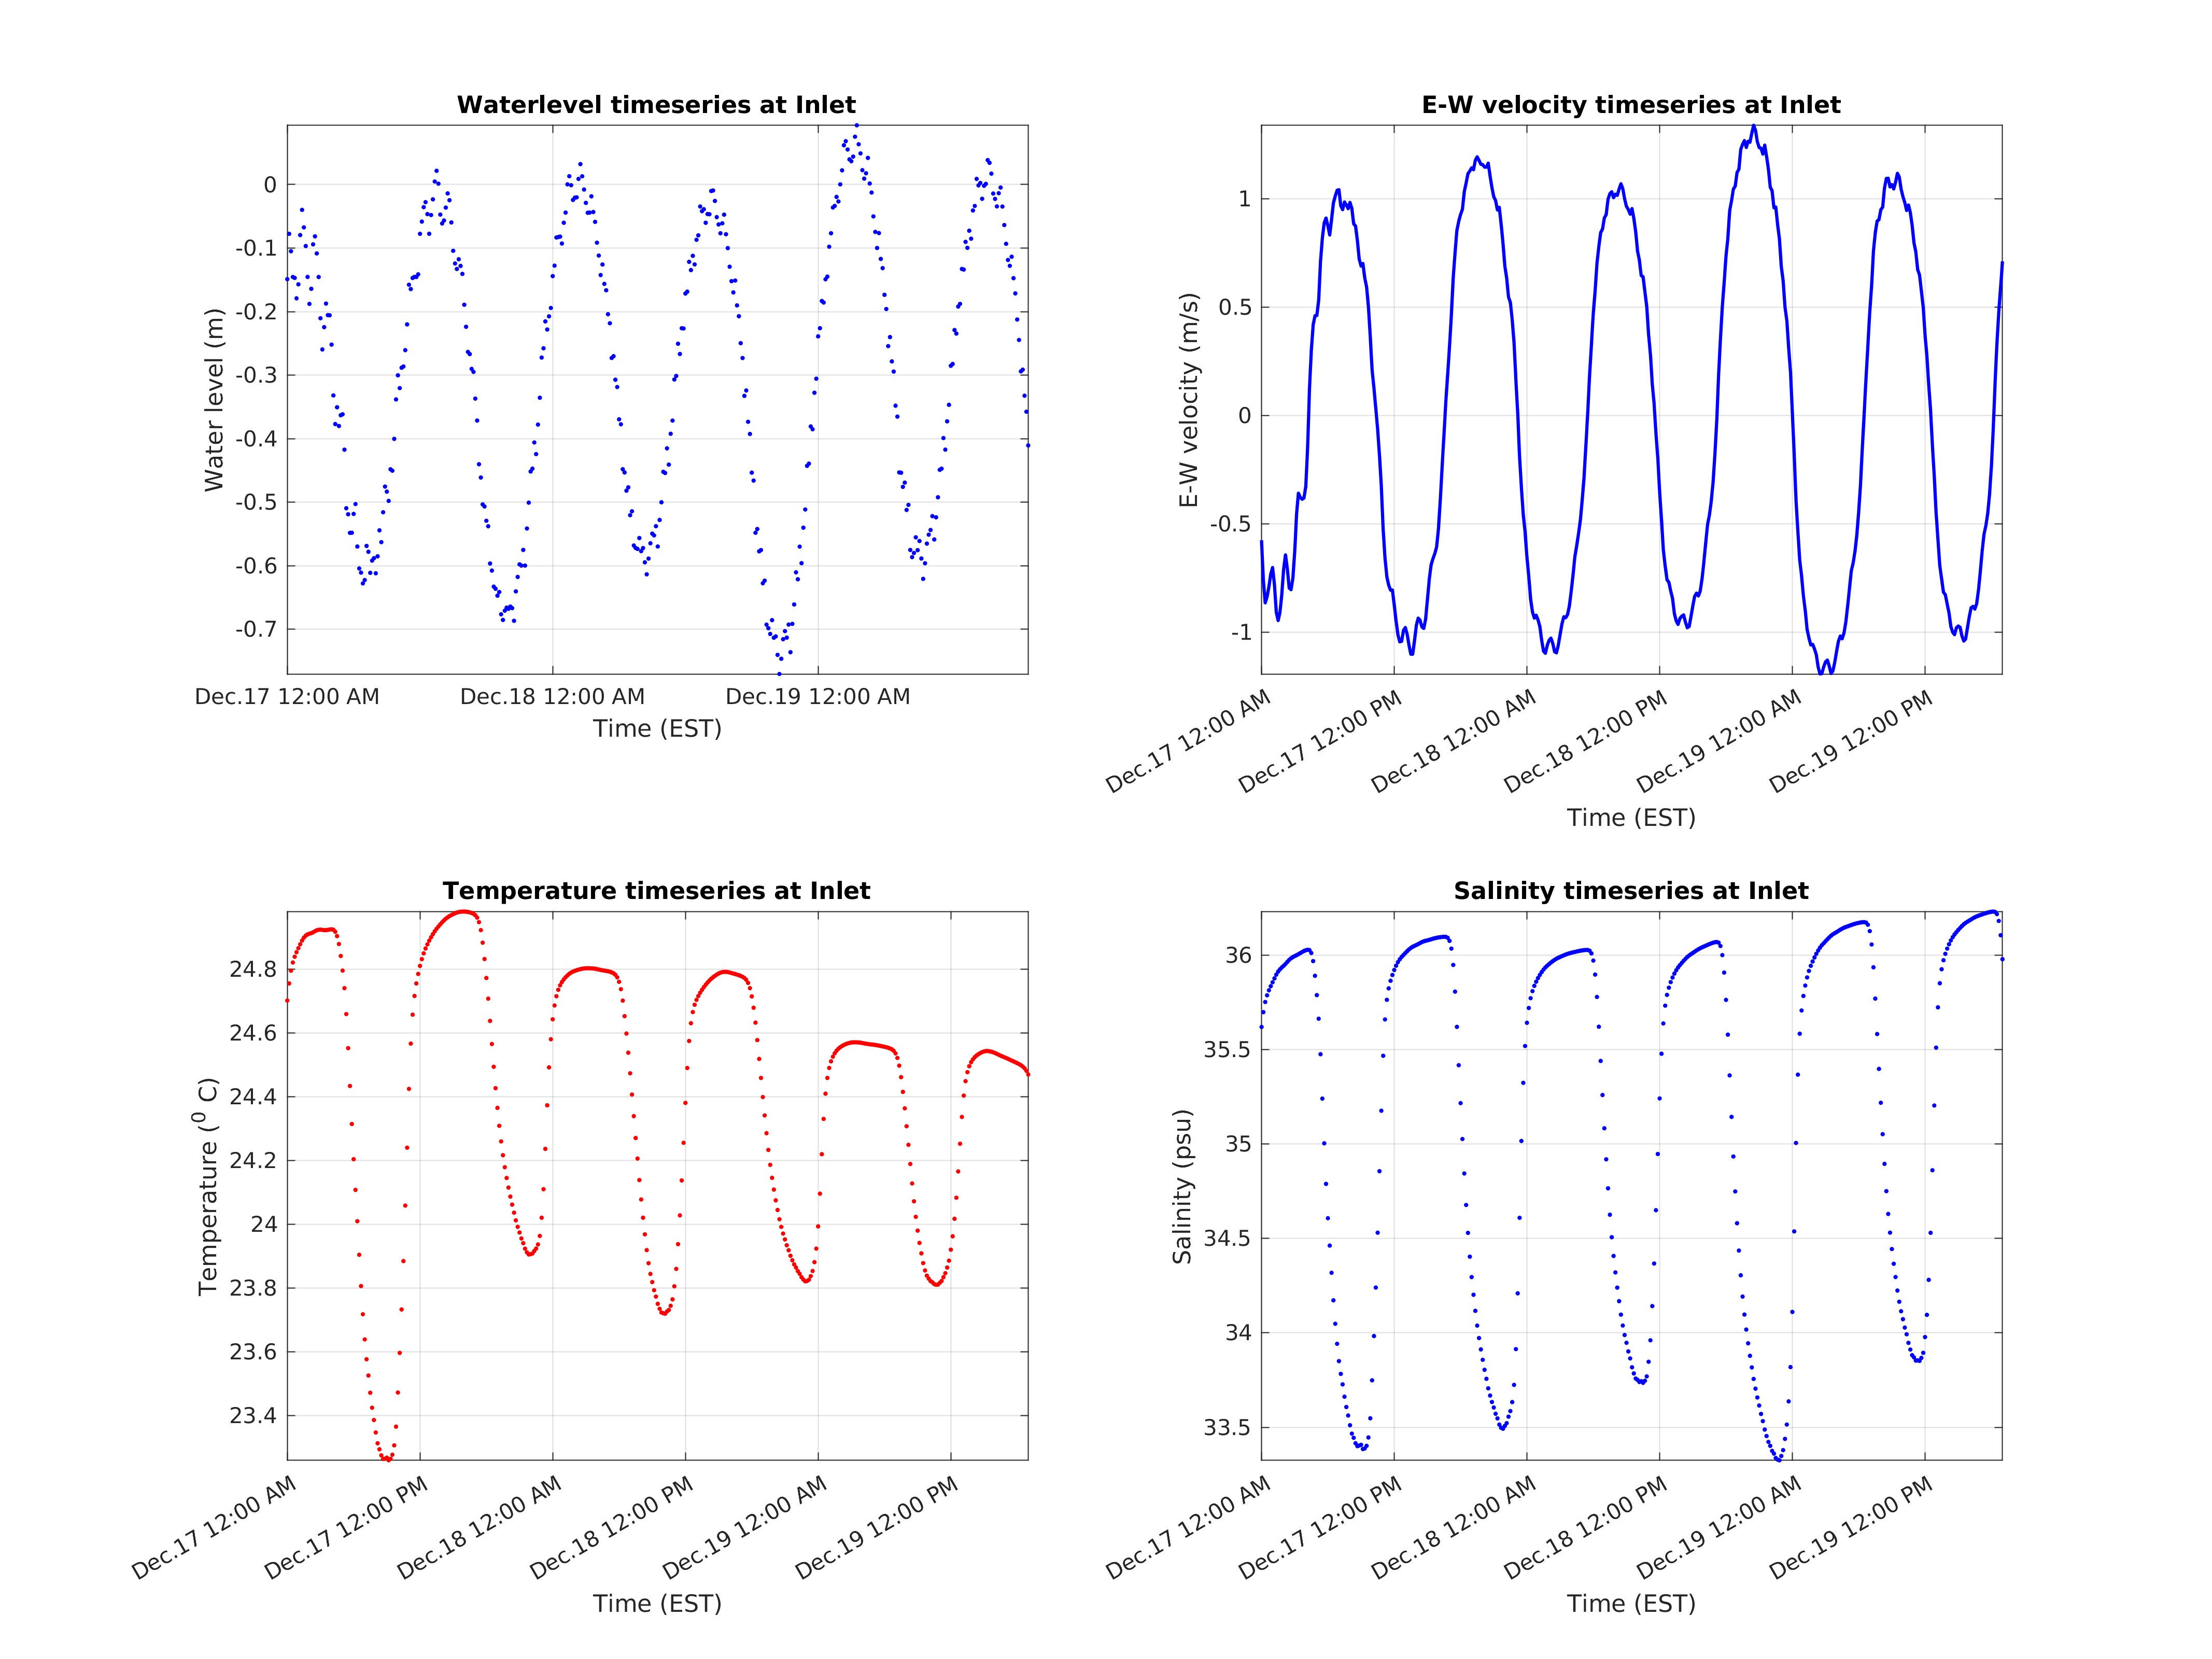 Waterlevel timeseries at Inlet
0
-0.1
-0.2
-0.3
-0.4
-0.5
-0.6
-0.7
Water level (m)
Dec.17 12:00 AM Dec.18 12:00 AM Dec.19 12:00 AM
Time (EST)
E-W velocity timeseries at Inlet
1
0.5
0
-0.5
-1
E-W velocity (m/s)
Dec.17 12:00 AM
Dec.17 12:00 PM
Dec.18 12:00 AM
Dec.18 12:00 PM
Dec.19 12:00 AM
Dec.19 12:00 PM
Time (EST)
Temperature timeseries at Inlet
24.8
24.6
24.4
24.2
24
23.8
23.6
23.4
Temperature (⁰ C)
Dec.17 12:00 AM
Dec.17 12:00 PM
Dec.18 12:00 AM
Dec.18 12:00 PM
Dec.19 12:00 AM
Dec.19 12:00 PM
Time (EST)
Salinity timeseries at Inlet
36
35.5
35
34.5
34
33.5
Salinity (psu)
Dec.17 12:00 AM
Dec.17 12:00 PM
Dec.18 12:00 AM
Dec.18 12:00 PM
Dec.19 12:00 AM
Dec.19 12:00 PM
Time (EST)